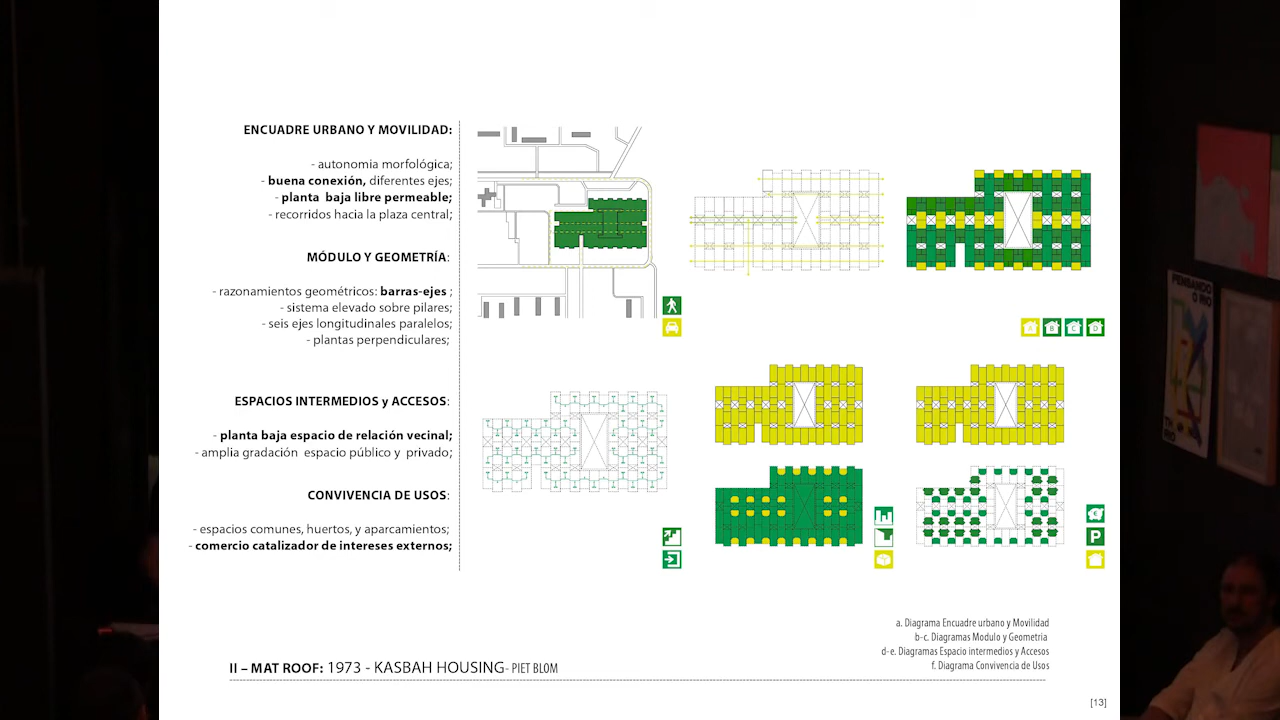 ENCUADRE URBANO Y MOVILIDAD:
- autonomia morfológica;
- buena conexión, diferentes ejes;
- planta baja libre permeable;
- recorridos hacia la plaza central;
MÓDULO Y GEOMETRÍA:
- razonamientos geométricos: barras-ejes ;
- sistema elevado sobre pilares;
- seis ejes longitudinales paralelos;
- plantas perpendiculares;
ESPACIOS INTERMEDIOS y ACCESOS:
- planta baja espacio de relación vecinal;
- amplia gradación espacio público y privado;
CONVIVENCIA DE USOS:
- espacios comunes, huertos, y aparcamientos;
- comercio catalizador de intereses externos;
A B C D
€
P
a. Diagrama Encuadre urbano y Movilidad
b-c. Diagramas Modulo y Geometria
d-e. Diagramas Espacio intermedios y Accesos
f. Diagrama Convivencia de Usos
II – MAT ROOF: 1973 - KASBAH HOUSING- PIET BLOM
[13]
PENSANDO
O RIO